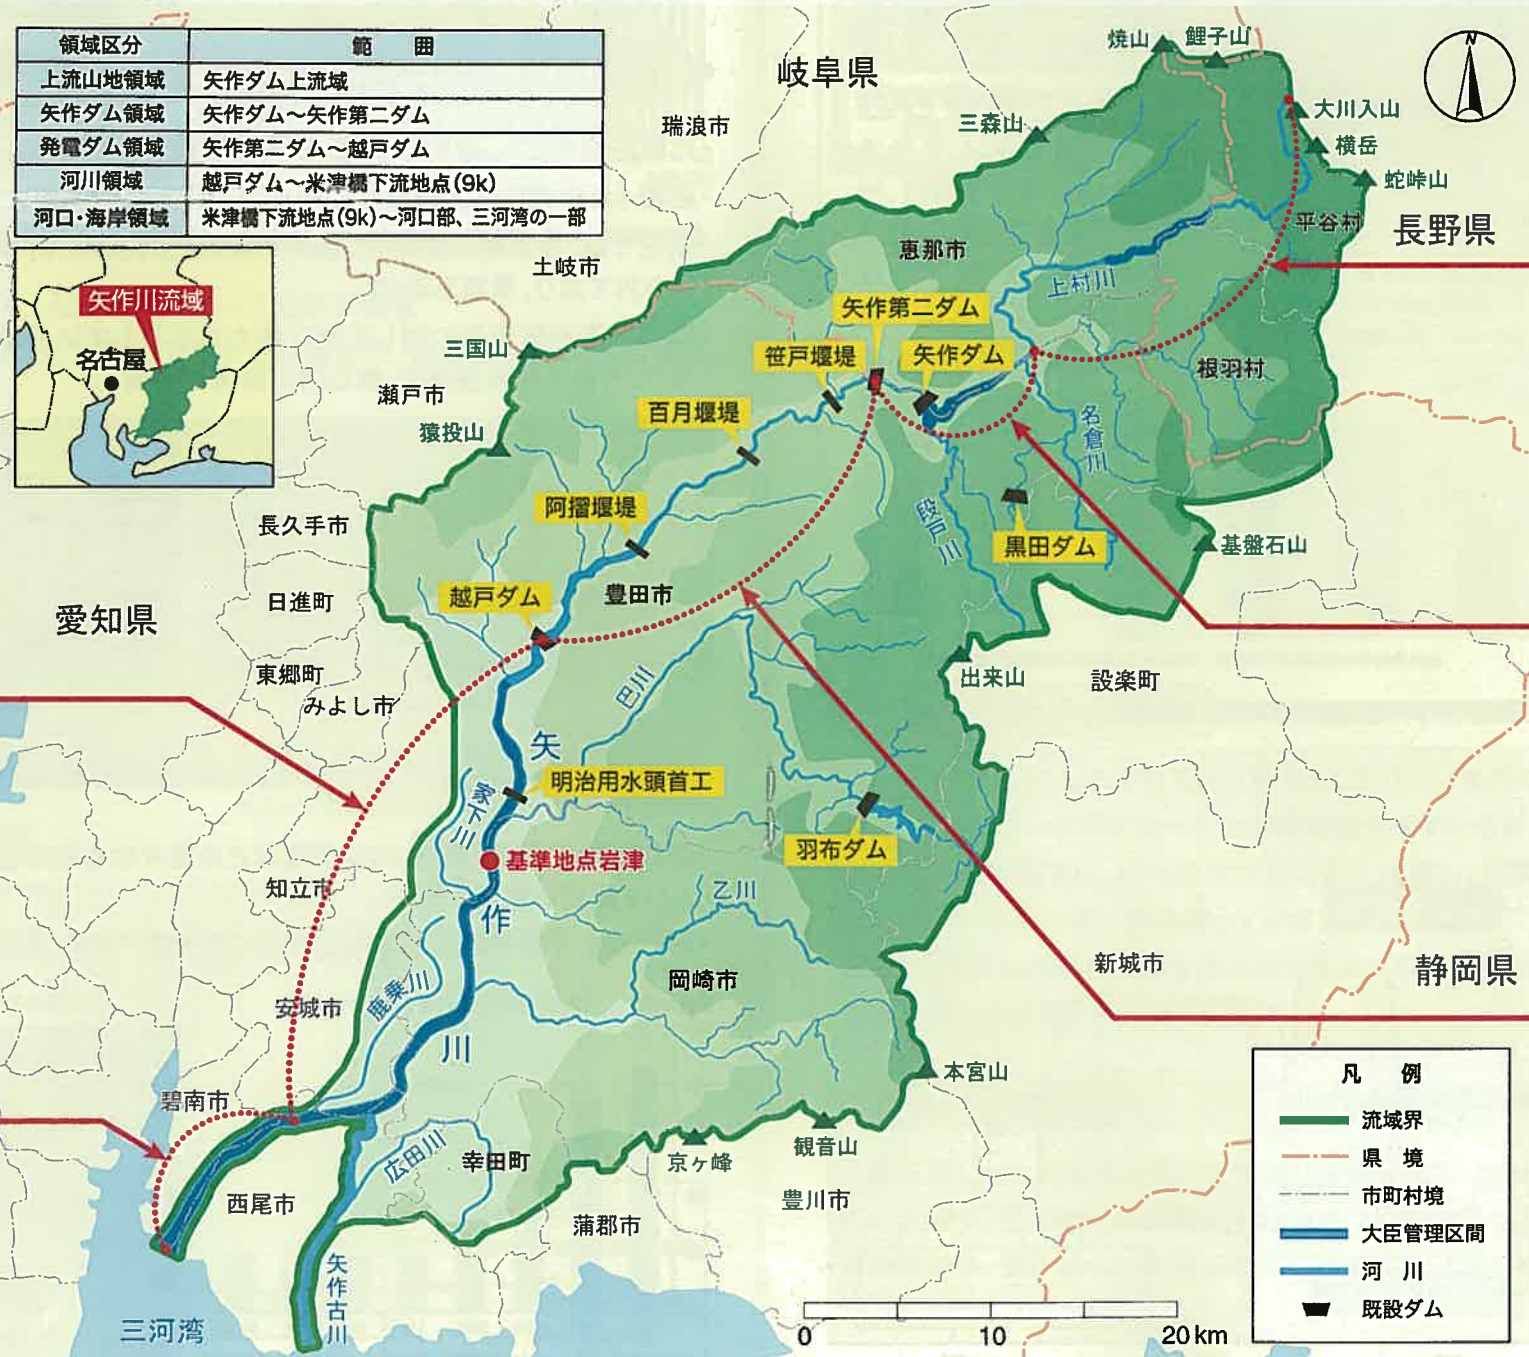 領域区分 範 囲
上流山地領域 矢作ダム上流域
矢作ダム領域 矢作ダム～矢作第二ダム
発電ダム領域 矢作第二ダム～越戸ダム
河川領域 越戸ダム～米津橋下流地点(9k)
河口・海岸領域 米津橋下流地点(9k)～河口部、三河湾の一部
矢作川流域
名古屋
岐阜県
瑞浪市
土岐市
焼山
鯉子山
三森山
大川入山
横岳
蛇峠山
平谷村
長野県
N
恵那市
上村川
矢作第二ダム
笹戸堰堤
矢作ダム
三国山
瀬戸市
根羽村
百月堰堤
猿投山
名倉川
阿摺堰堤
段戸川
長久手市
黒田ダム
基盤石山
日進町
越戸ダム
豊田市
愛知県
東郷町
みよし市
巴川
出来山
設楽町
矢
作
川
明治用水頭首工
家下川
羽布ダム
基準地点岩津
知立市
乙川
岡崎市
新城市
静岡県
安城市
鹿乗川
碧南市
本宮山
広田川
幸田町
京ヶ峰
観音山
西尾市
蒲郡市
豊川市
矢作古川
三河湾
凡 例
流域界
県 境
市町村境
大臣管理区間
河 川
既設ダム
0 10 20km